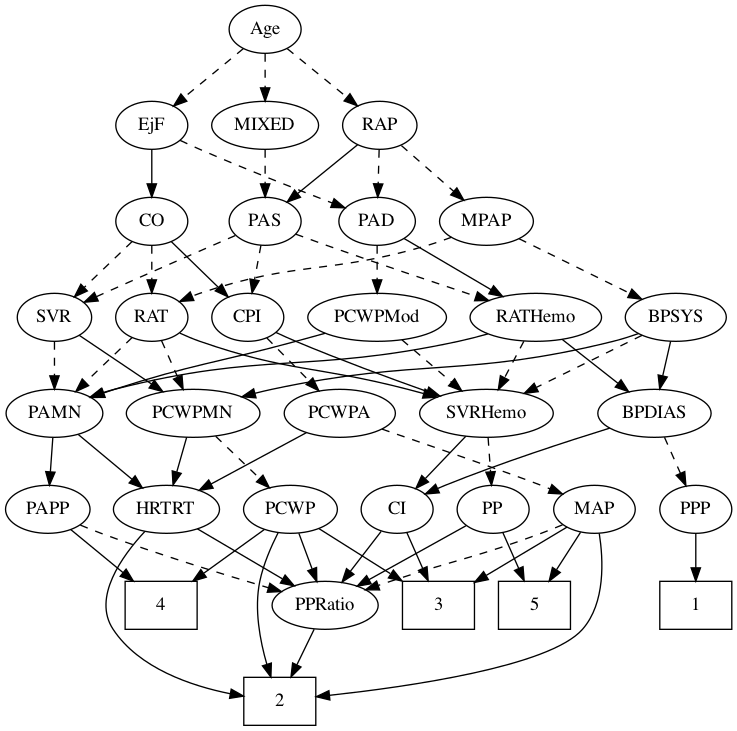 Age
EjF MIXED RAP
CO PAS PAD MPAP
SVR RAT CPI PCWPMod RATHemo BPSYS
PAMN PCWPMN PCWPA SVRHemo BPDIAS
PAPP HRTRT PCWP CI PP MAP PPP
4 PPRatio 3 5 1
2